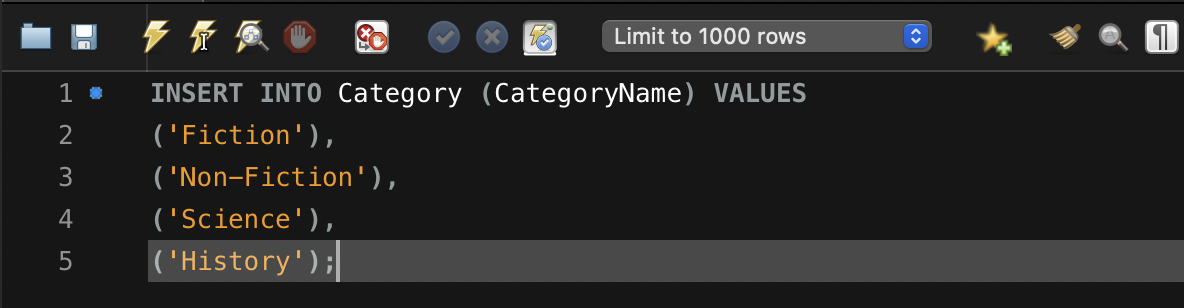 Limit to 1000 rows
1 INSERT INTO Category (CategoryName) VALUES
2 ('Fiction'),
3 ('Non-Fiction'),
4 ('Science'),
5 ('History');